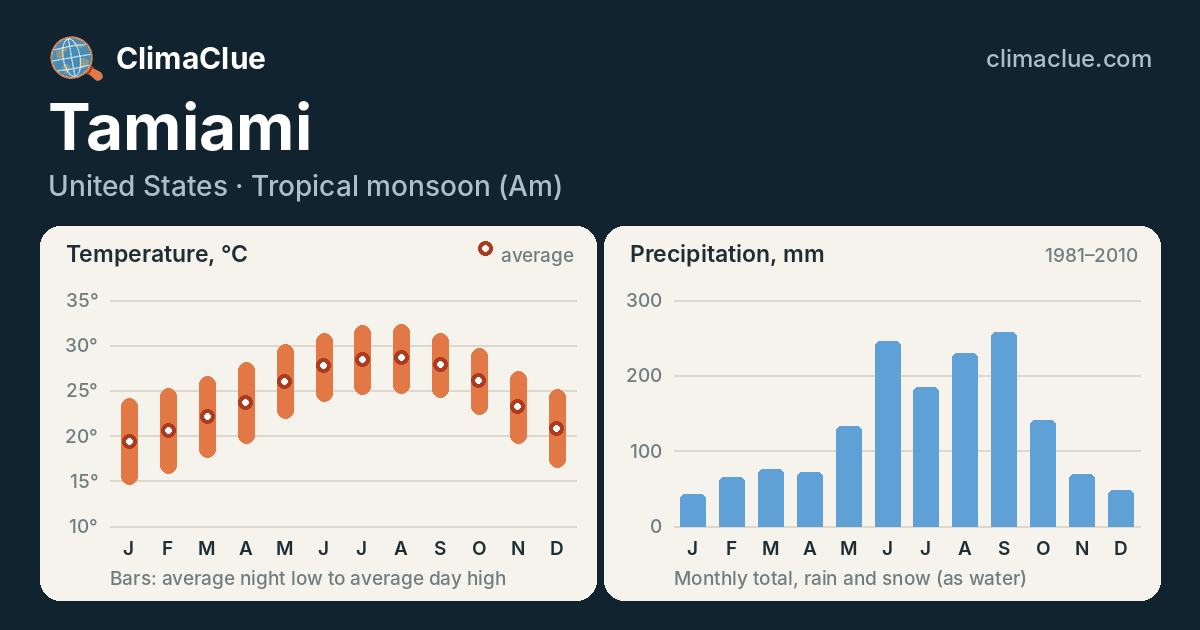 ClimaClue
climaclue.com
Tamiami
United States · Tropical monsoon (Am)
Temperature, °C
average
35°
30°
25°
20°
15°
10°
J F M A M J J A S O N D
Bars: average night low to average day high
Precipitation, mm
1981–2010
300
200
100
0
J F M A M J J A S O N D
Monthly total, rain and snow (as water)